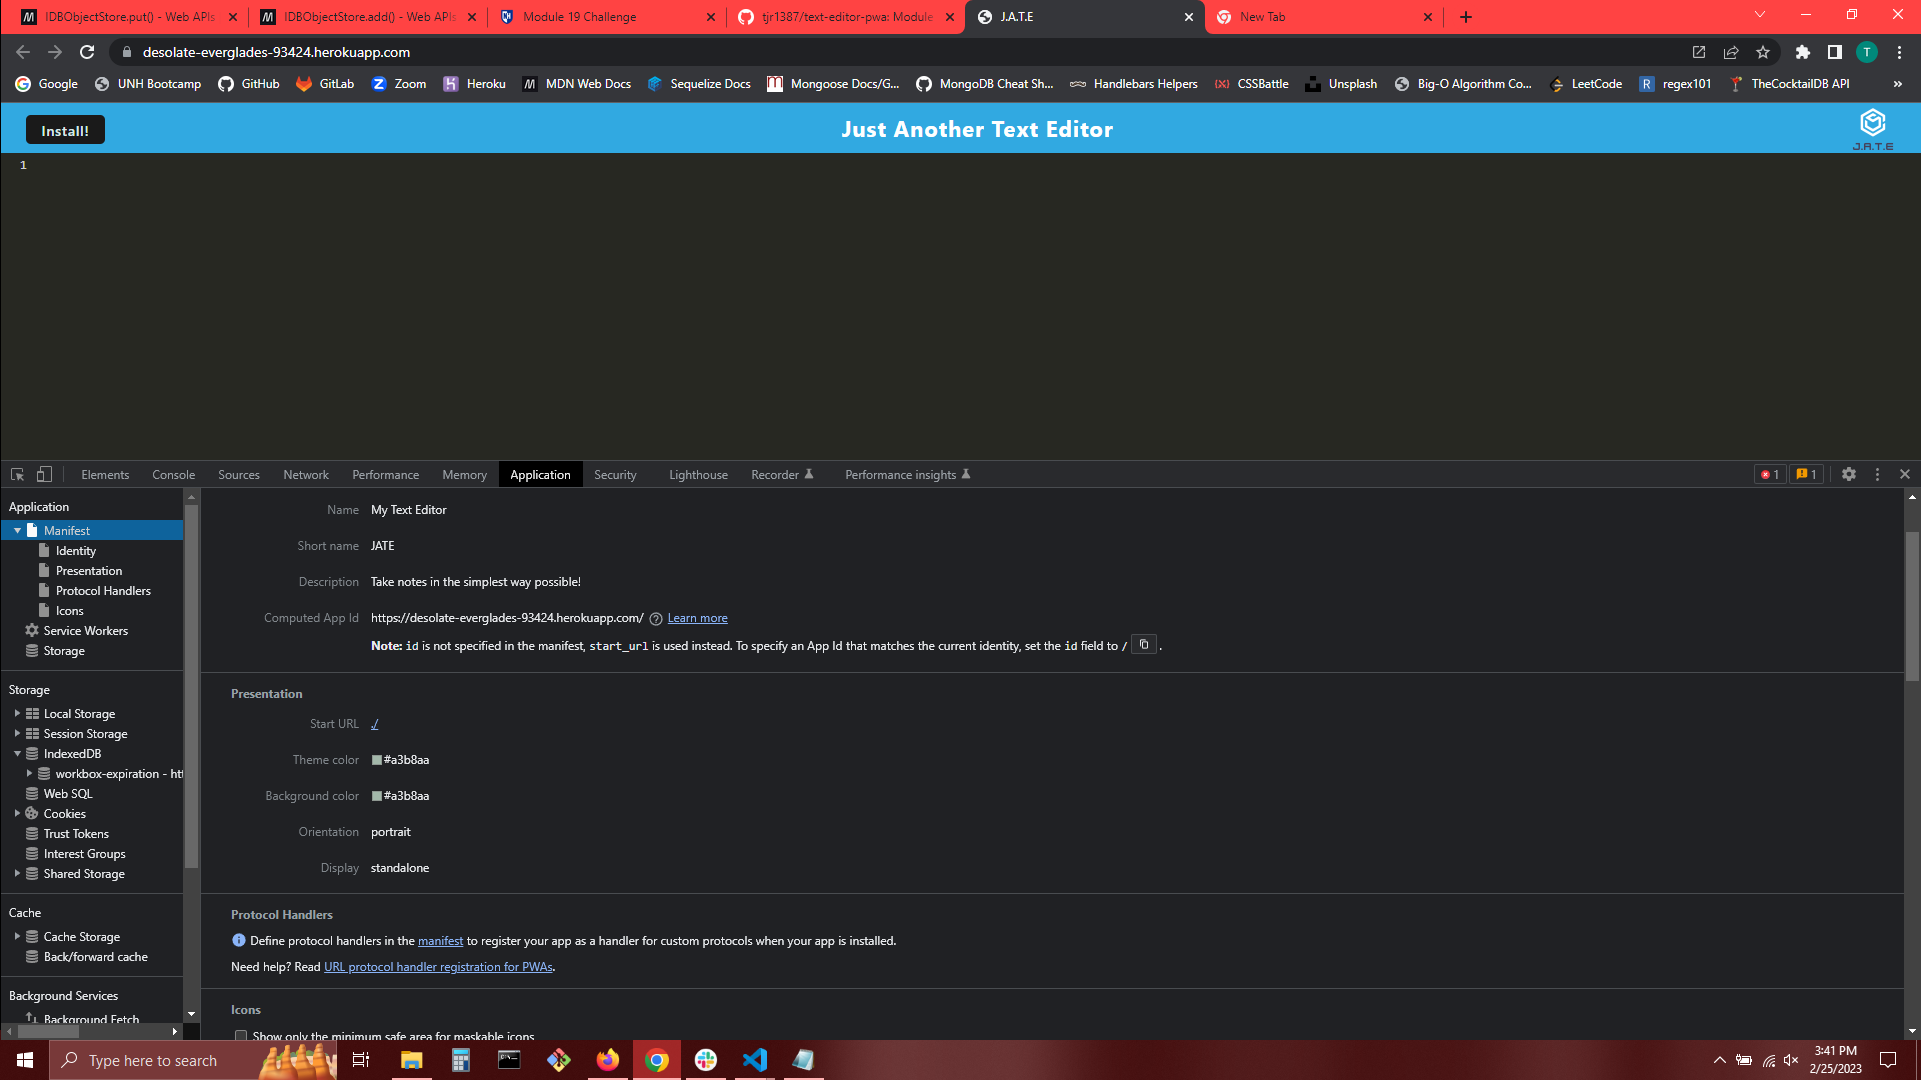 IDBObjectStore.put() - Web APIs
IDBObjectStore.add() - Web APIs
Module 19 Challenge
tjr1387/text-editor-pwa: Module
J.A.T.E
New Tab
desolate-everglades-93424.herokuapp.com
T
Google
UNH Bootcamp
GitHub
GitLab
Zoom
Heroku
MDN Web Docs
Sequelize Docs
Mongoose Docs/G...
MongoDB Cheat Sh...
Handlebars Helpers
CSSBattle
Unsplash
Big-O Algorithm Co...
LeetCode
regex101
TheCocktailDB API
»
Install!
Just Another Text Editor
J.A.T.E
1
Elements
Console
Sources
Network
Performance
Memory
Application
Security
Lighthouse
Recorder
Performance insights
1
1
Application
Manifest
Identity
Presentation
Protocol Handlers
Icons
Service Workers
Storage
Storage
Local Storage
Session Storage
IndexedDB
workbox-expiration - htt
Web SQL
Cookies
Trust Tokens
Interest Groups
Shared Storage
Cache
Cache Storage
Back/forward cache
Background Services
Background Fetch
Name My Text Editor
Short name JATE
Description Take notes in the simplest way possible!
Computed App Id https://desolate-everglades-93424.herokuapp.com/ Learn more
Note: id is not specified in the manifest, start_url is used instead. To specify an App Id that matches the current identity, set the id field to / .
Presentation
Start URL ./
Theme color #a3b8aa
Background color #a3b8aa
Orientation portrait
Display standalone
Protocol Handlers
Define protocol handlers in the manifest to register your app as a handler for custom protocols when your app is installed.
Need help? Read URL protocol handler registration for PWAs.
Icons
Show only the minimum safe area for maskable icons
Type here to search
3:41 PM
2/25/2023